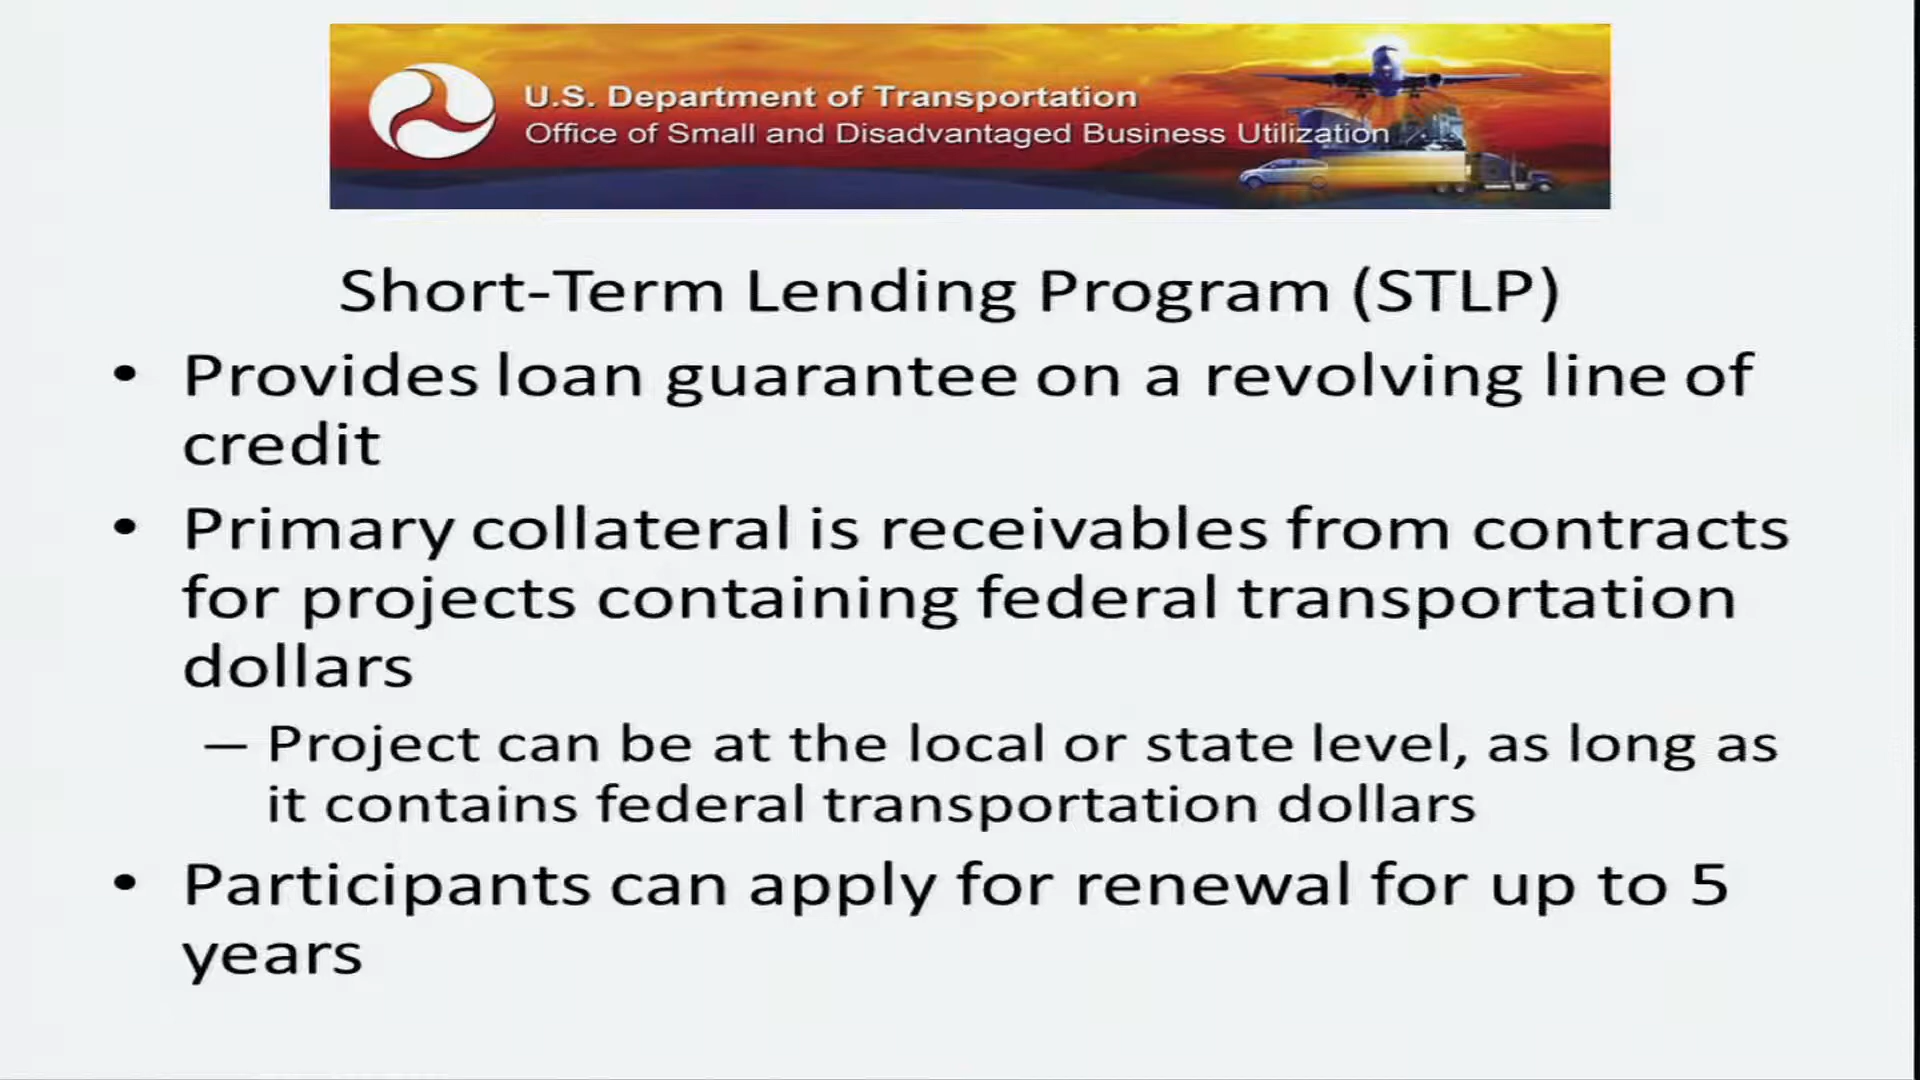 U.S. Department of Transportation
Office of Small and Disadvantaged Business Utilization
Short-Term Lending Program (STLP)
• Provides loan guarantee on a revolving line of
credit
• Primary collateral is receivables from contracts
for projects containing federal transportation
dollars
– Project can be at the local or state level, as long as
it contains federal transportation dollars
• Participants can apply for renewal for up to 5
years